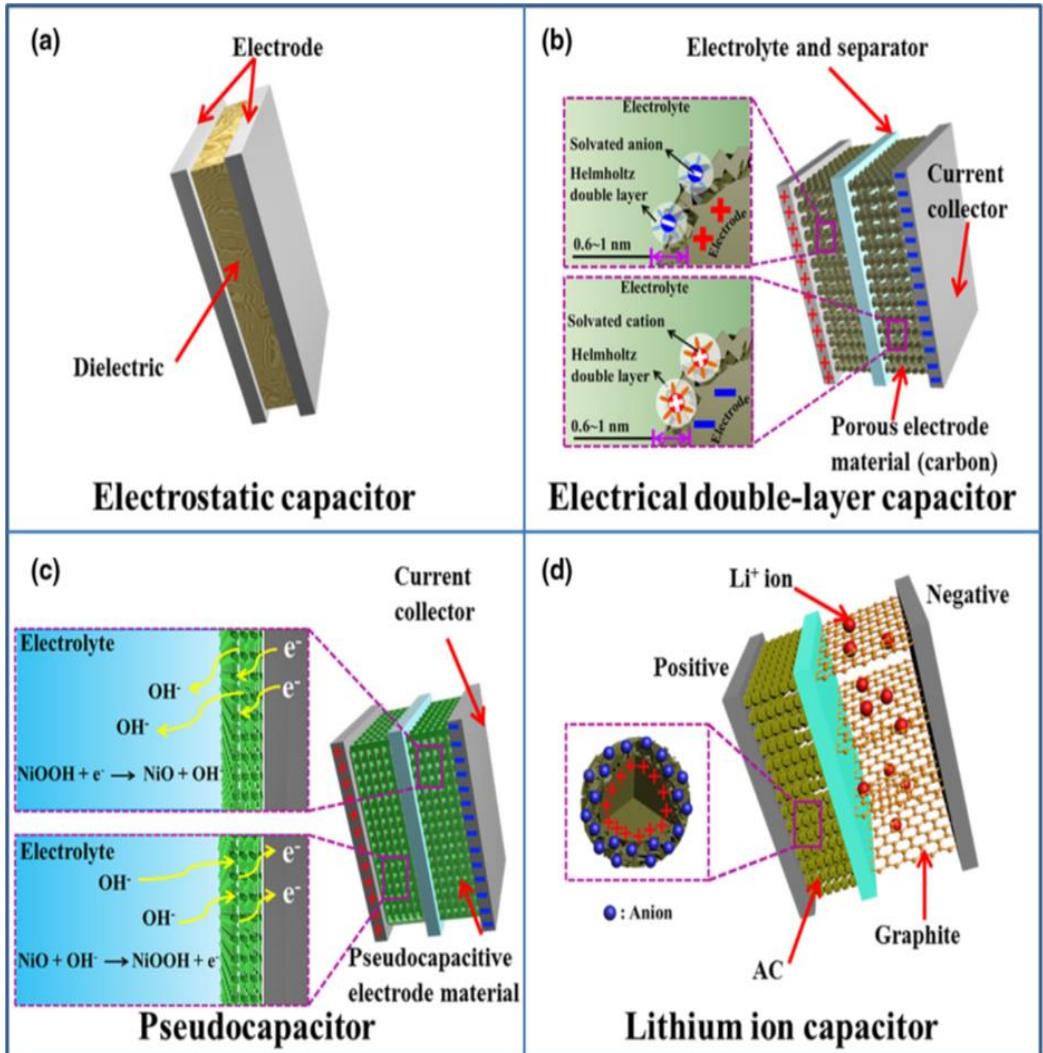 (a)
Electrode
Dielectric
Electrostatic capacitor
(b)
Electrolyte and separator
Electrolyte
Solvated anion
Helmholtz
double layer
Electrode
0.6~1 nm
Electrolyte
Solvated cation
Helmholtz
double layer
Electrode
0.6~1 nm
Current
collector
Porous electrode
material (carbon)
Electrical double-layer capacitor
(c)
Current
collector
Electrolyte
e-
OH-
e-
OH-
NiOOH + e- → NiO + OH-
Electrolyte
e-
OH-
e-
OH-
NiO + OH- → NiOOH + e-
Pseudocapacitive
electrode material
Pseudocapacitor
(d)
Li+ ion
Negative
Positive
: Anion
Graphite
AC
Lithium ion capacitor